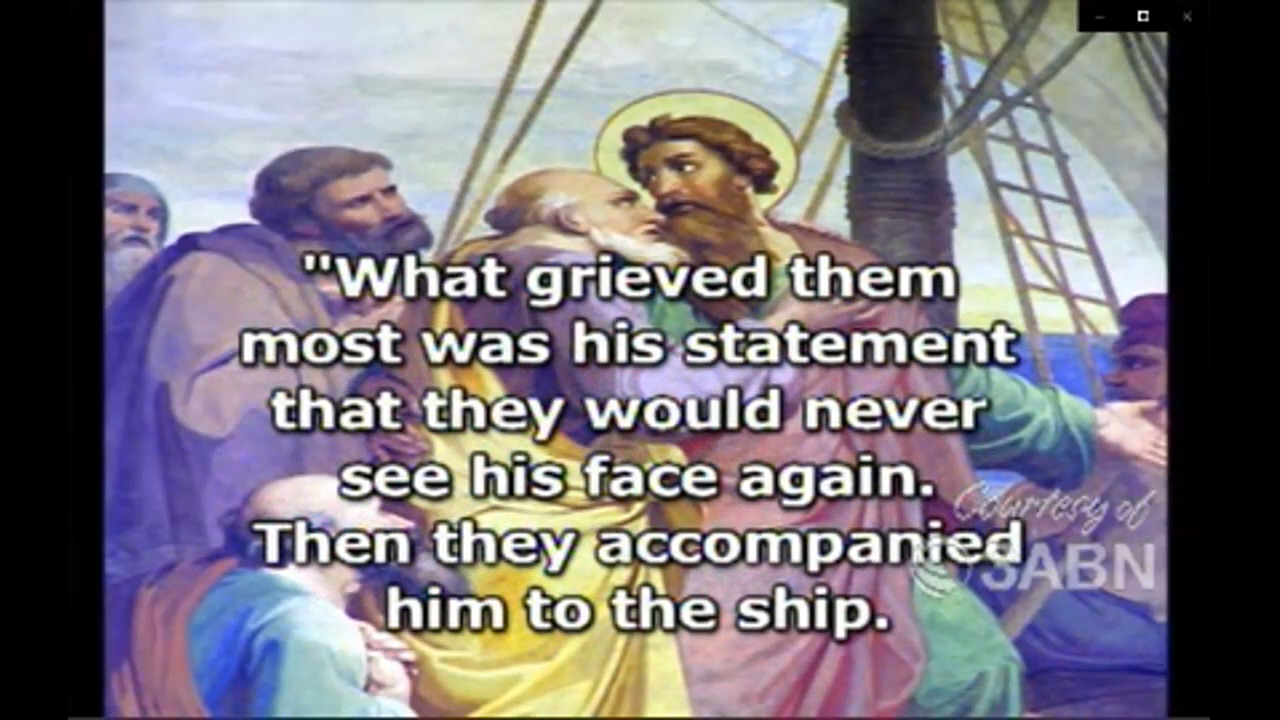 "What grieved them
most was his statement
that they would never
see his face again.
Then they accompanied
him to the ship.
Courtesy of
3ABN